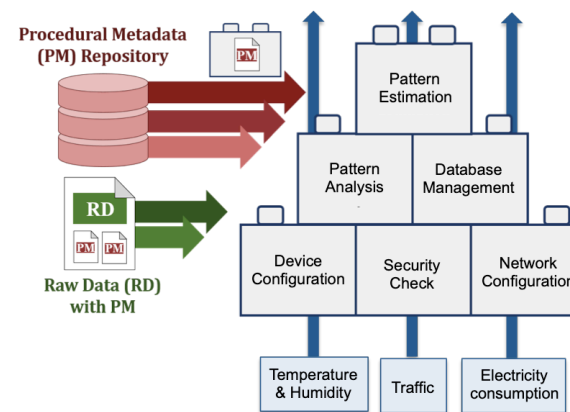 Procedural Metadata
(PM) Repository
PM
Pattern
Estimation
Pattern
Analysis
Database
Management
RD
PM PM
Raw Data (RD)
with PM
Device
Configuration
Security
Check
Network
Configuration
Temperature
& Humidity
Traffic
Electricity
consumption